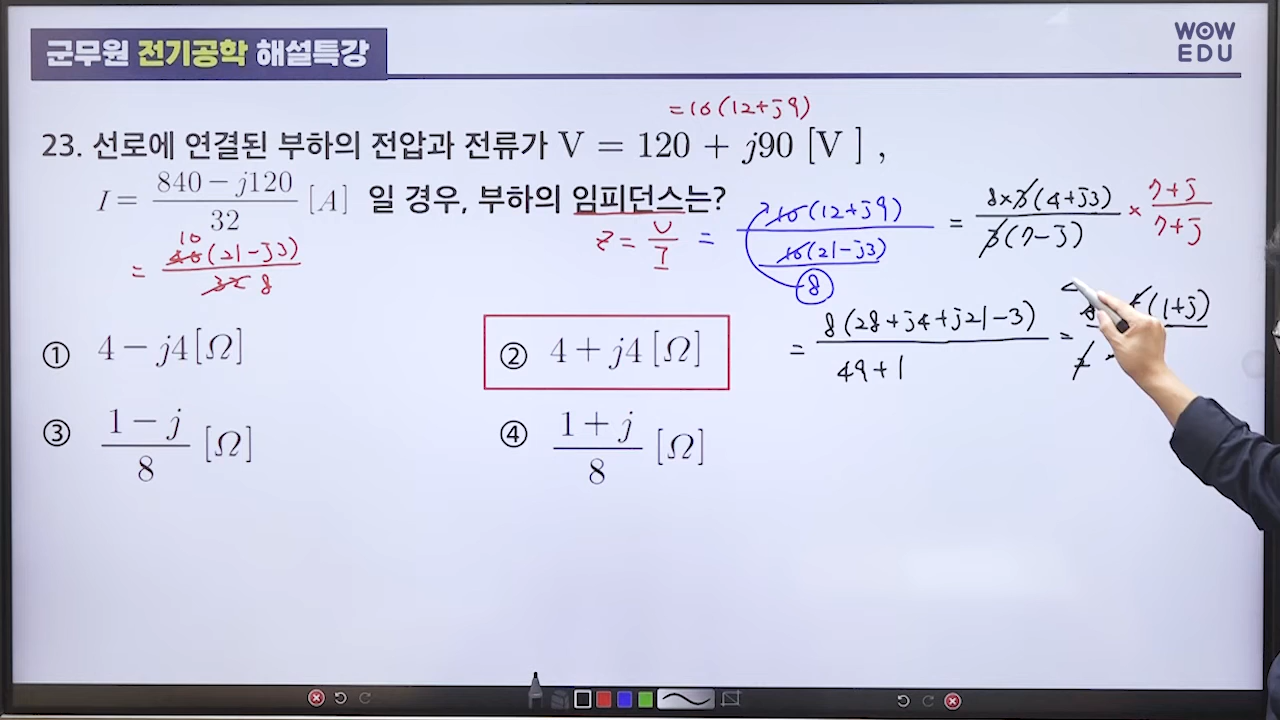 군무원 전기공학 해설특강
WOW
EDU
=10(12+j9)
23. 선로에 연결된 부하의 전압과 전류가 V = 120 + j90 [V] ,
I = (840 − j120)/32 [A] 일 경우, 부하의 임피던스는?
= 40(21−j3)/32
10
8
Z = V/I = 10(12+j9)/10(21−j3)
8
= 8×3(4+j3)/3(7−j) × 7+j/7+j
= 8(28+j4+j21−3)/49+1 =
(1+j)
① 4 − j4 [Ω]
② 4 + j4 [Ω]
③ (1 − j)/8 [Ω]
④ (1 + j)/8 [Ω]